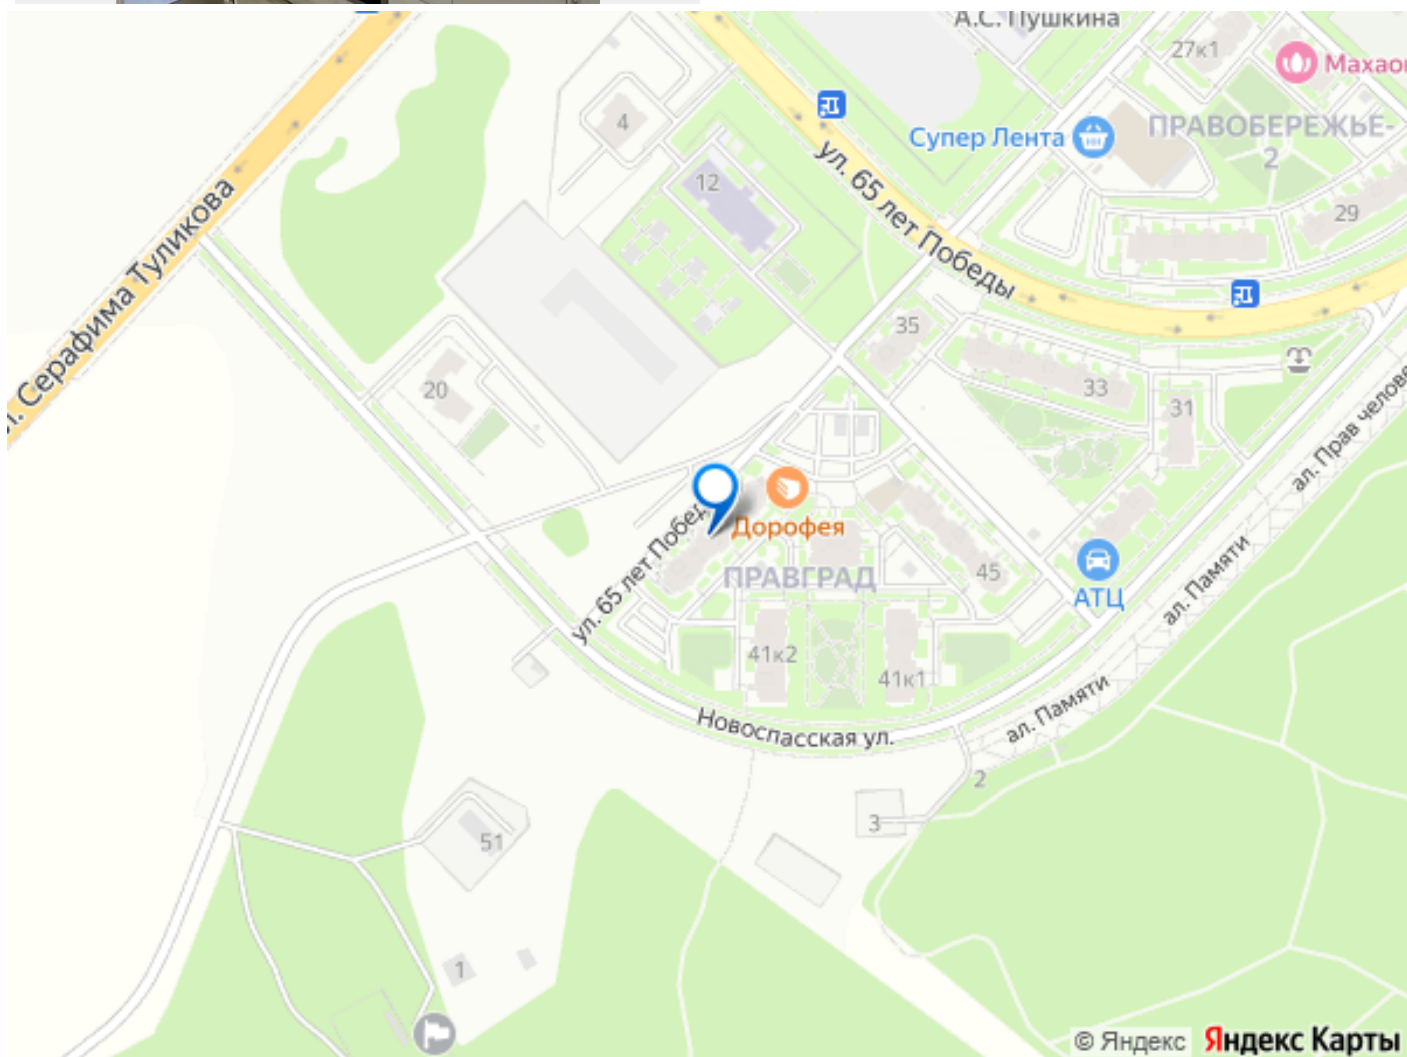 А.С. Пушкина
27к1
Махаон
4
Супер Лента
ПРАВОБЕРЕЖЬЕ-
2
12
ул. 65 лет Победы
29
ул. Серафима Туликова
35
33
31
20
ал. Прав челове
ул. 65 лет Побед
Дорофея
ПРАВГРАД
45
АТЦ
ал. Памяти
41к2
41к1
Новоспасская ул.
ал. Памяти
2
3
51
1
© Яндекс Яндекс Карты